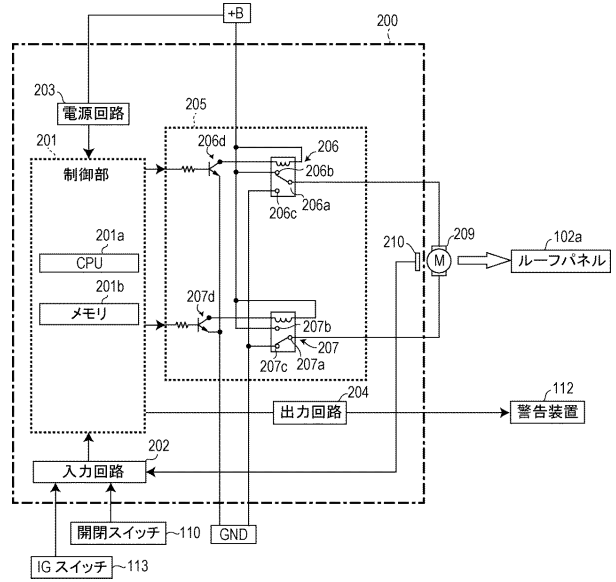 +B
200
203
電源回路
205
201
制御部
206d
206
206b
206a
206c
201a
CPU
209
210
M
102a
ルーフパネル
201b
メモリ
207d
207b
207
207c
207a
204
出力回路
112
警告装置
202
入力回路
開閉スイッチ
110
GND
IGスイッチ
113